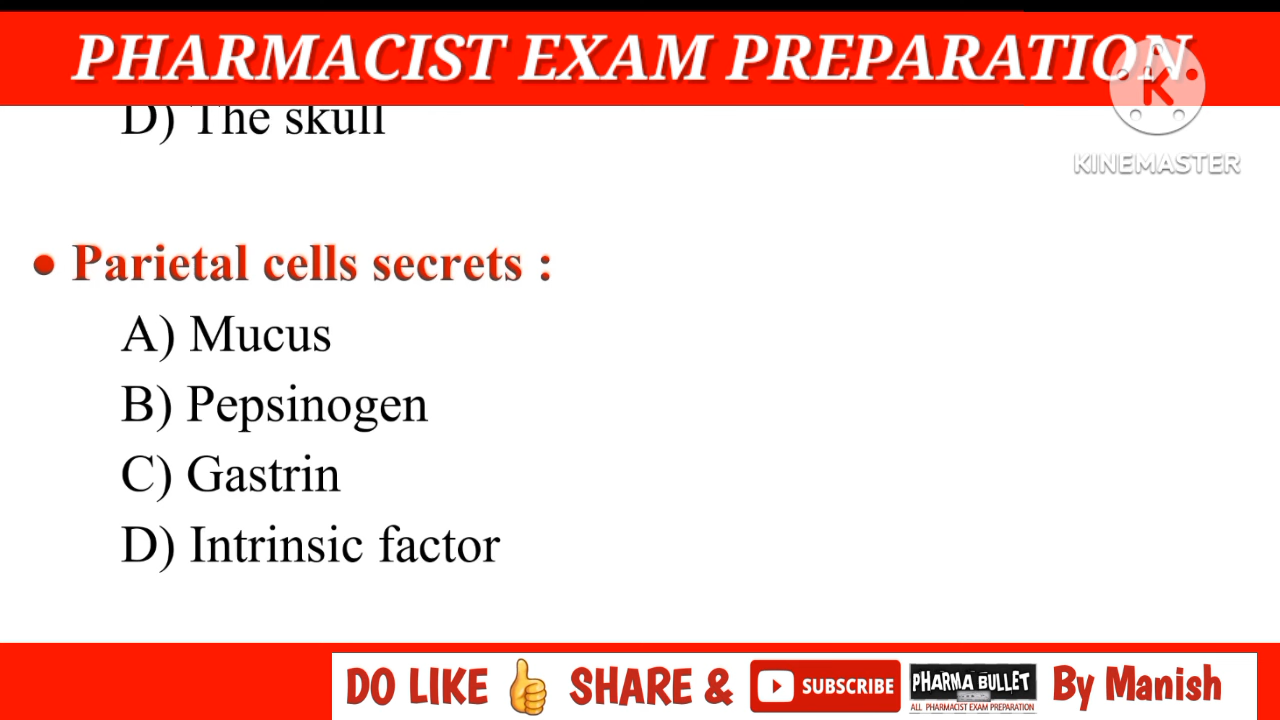 PHARMACIST EXAM PREPARATION
K
KINEMASTER
D) The skull
• Parietal cells secrets :
A) Mucus
B) Pepsinogen
C) Gastrin
D) Intrinsic factor
DO LIKE 👍 SHARE & SUBSCRIBE PHARMA BULLET By Manish
ALL PHARMACIST EXAM PREPARATION